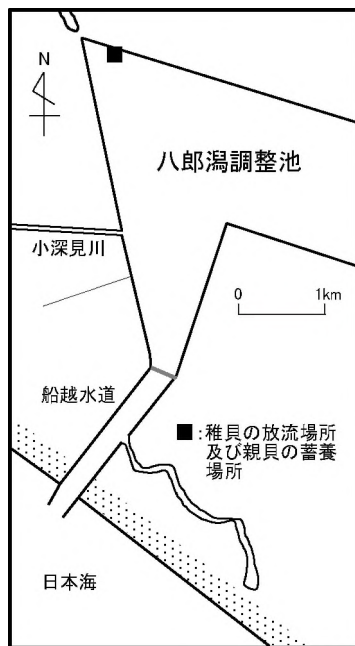 N
八郎潟調整池
小深見川
0 1km
船越水道
■:稚貝の放流場所
及び親貝の蓄養
場所
日本海